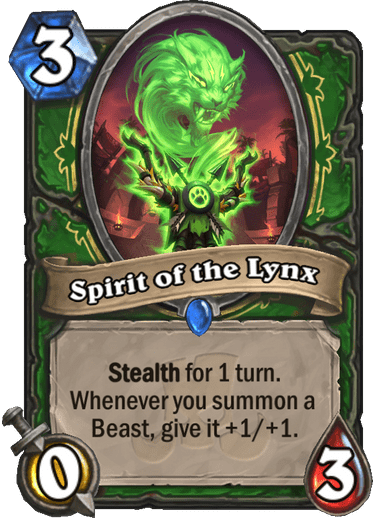 3
Spirit of the Lynx
Stealth for 1 turn.
Whenever you summon a
Beast, give it +1/+1.
0
3